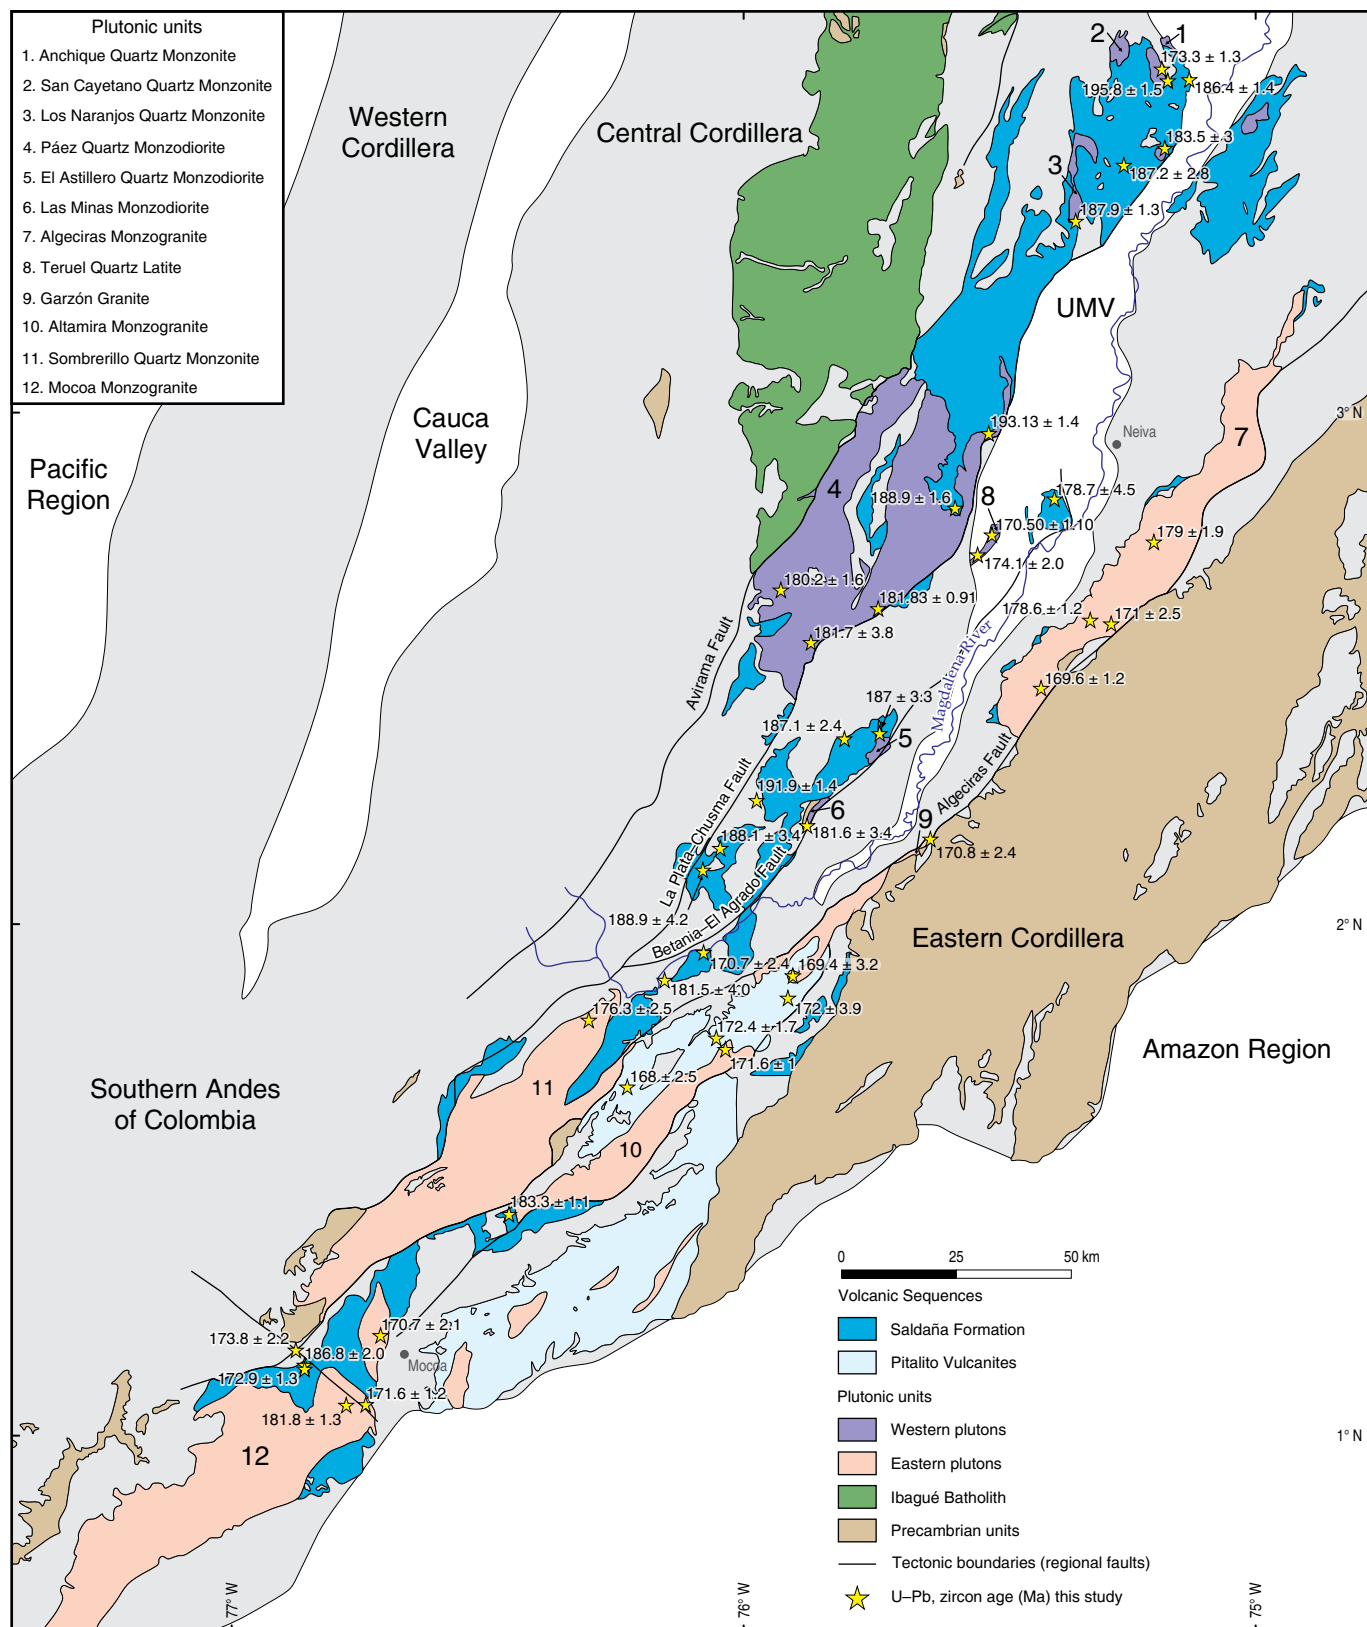 Plutonic units
1. Anchique Quartz Monzonite
2. San Cayetano Quartz Monzonite
3. Los Naranjos Quartz Monzonite
4. Páez Quartz Monzodiorite
5. El Astillero Quartz Monzodiorite
6. Las Minas Monzodiorite
7. Algeciras Monzogranite
8. Teruel Quartz Latite
9. Garzón Granite
10. Altamira Monzogranite
11. Sombrerillo Quartz Monzonite
12. Mocoa Monzogranite
Western
Cordillera
Central Cordillera
2
1
173.3 ± 1.3
195.8 ± 1.5
186.4 ± 1.4
183.5 ± 3
187.2 ± 2.8
3
187.9 ± 1.3
UMV
Cauca
Valley
Pacific
Region
193.13 ± 1.4
Neiva
3° N
7
4
188.9 ± 1.6
8
178.7 ± 4.5
170.50 ± 1.10
174.1 ± 2.0
179 ± 1.9
180.2 ± 1.6
181.83 ± 0.91
178.6 ± 1.2
171 ± 2.5
181.7 ± 3.8
Avirama Fault
Magdalena River
169.6 ± 1.2
187 ± 3.3
187.1 ± 2.4
5
191.9 ± 1.4
La Plata–Chusma Fault
6
181.6 ± 3.4
Algeciras Fault
9
170.8 ± 2.4
188.1 ± 3.4
188.9 ± 4.2
Betania–El Agrado Fault
Eastern Cordillera
2° N
170.7 ± 2.4
169.4 ± 3.2
181.5 ± 4.0
172 ± 3.9
176.3 ± 2.5
172.4 ± 1.7
171.6 ± 1
168 ± 2.5
Amazon Region
Southern Andes
of Colombia
11
10
183.3 ± 1.1
173.8 ± 2.2
170.7 ± 2.1
186.8 ± 2.0
Mocoa
172.9 ± 1.3
171.6 ± 1.2
181.8 ± 1.3
12
1° N
0
25
50 km
Volcanic Sequences
Saldaña Formation
Pitalito Vulcanites
Plutonic units
Western plutons
Eastern plutons
Ibagué Batholith
Precambrian units
Tectonic boundaries (regional faults)
U–Pb, zircon age (Ma) this study
77° W
76° W
75° W